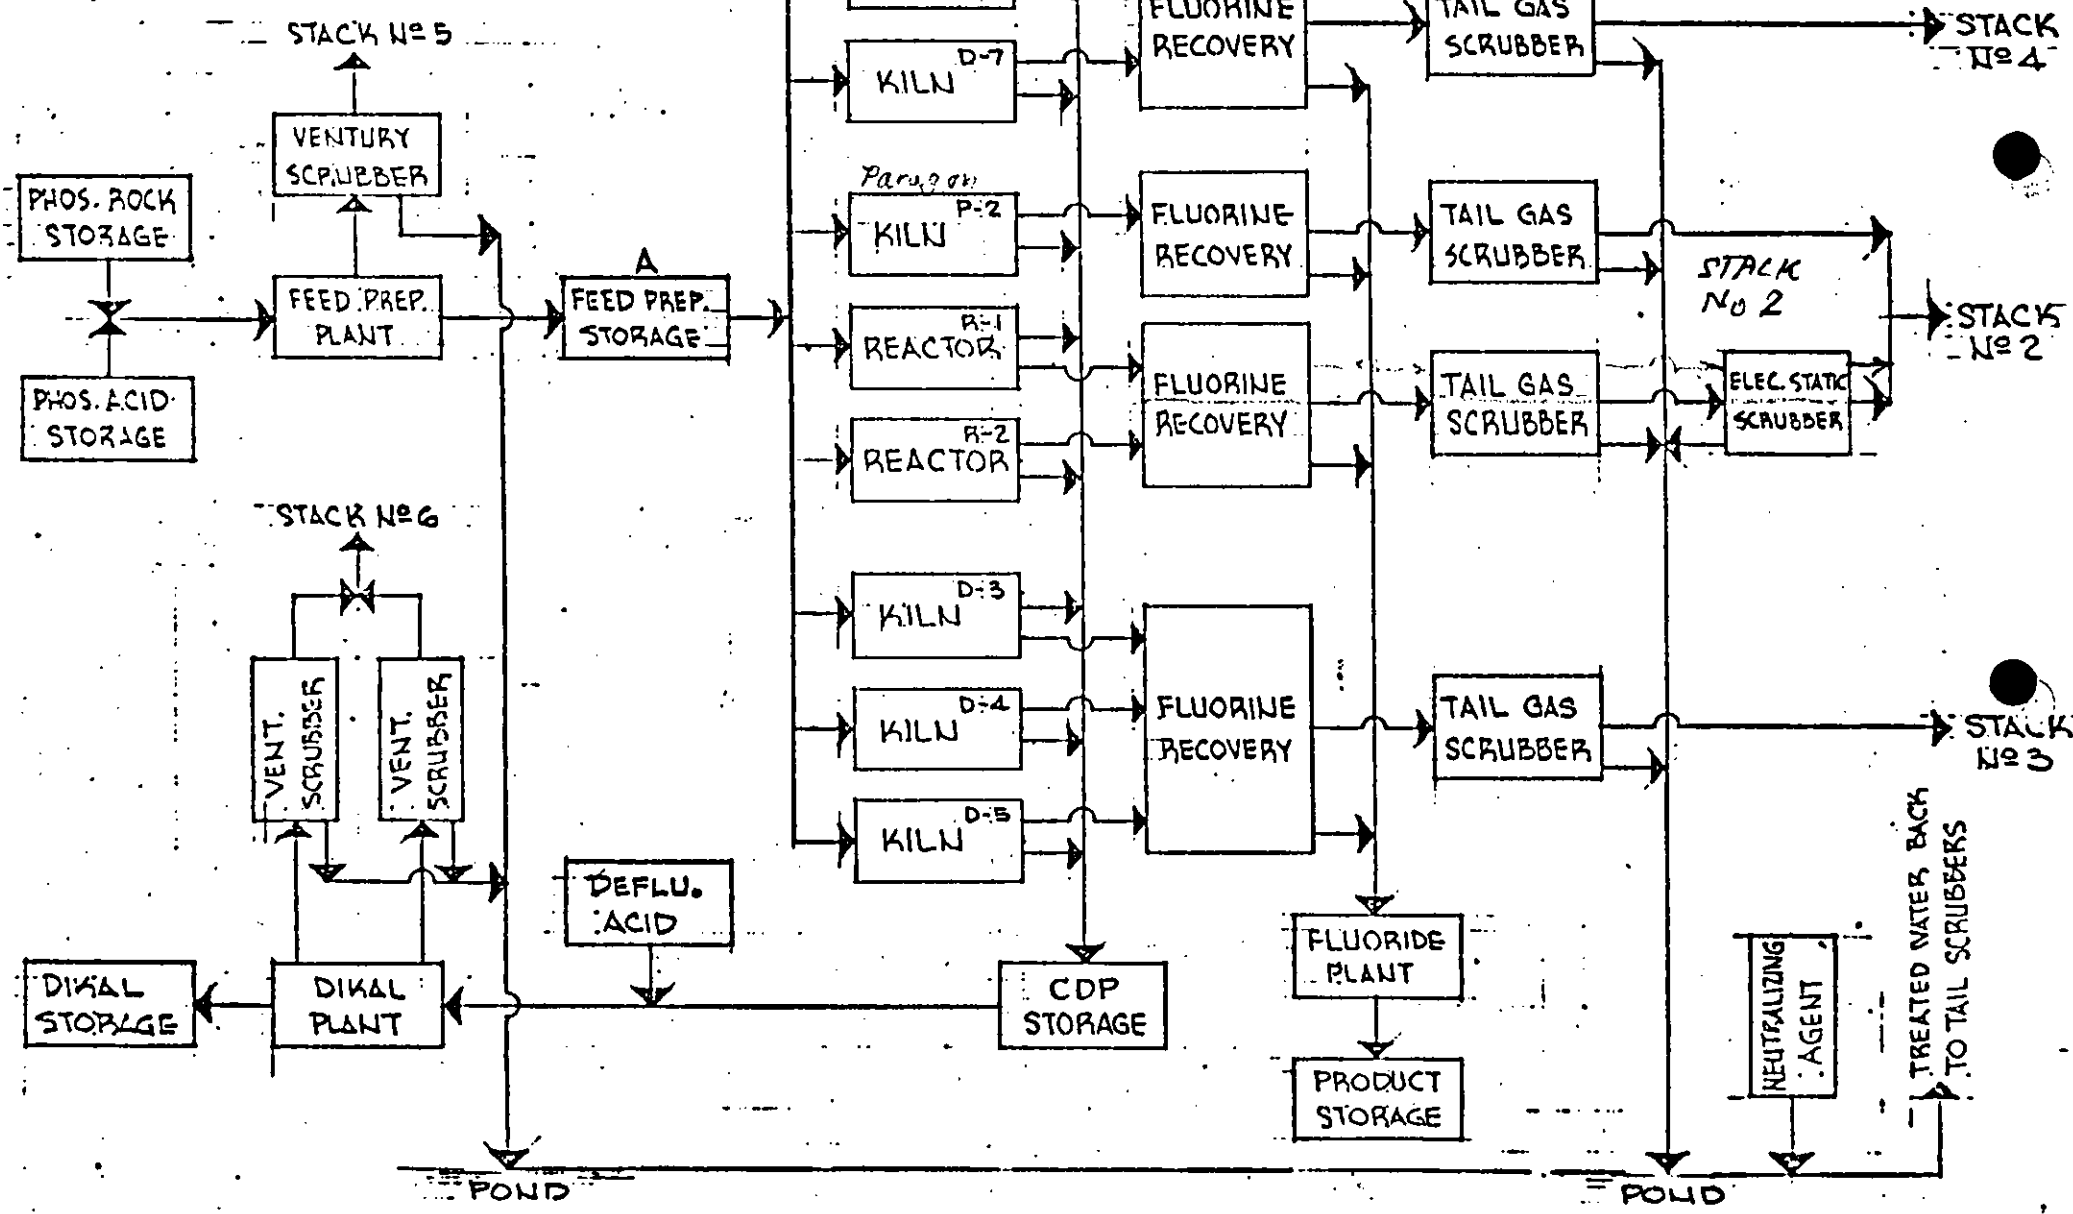 FLUORINE
RECOVERY
TAIL GAS
SCRUBBER
STACK
Nº 4
STACK Nº 5
D-7
KILN
VENTURY
SCRUBBER
PHOS. ROCK
STORAGE
Paragon
P-2
KILN
FLUORINE
RECOVERY
TAIL GAS
SCRUBBER
STACK
No 2
A
FEED PREP.
PLANT
FEED PREP.
STORAGE
R-1
REACTOR
STACK
Nº 2
PHOS. ACID
STORAGE
FLUORINE
RECOVERY
TAIL GAS
SCRUBBER
ELEC. STATIC
SCRUBBER
R-2
REACTOR
STACK Nº 6
D-3
KILN
VENT.
SCRUBBER
VENT.
SCRUBBER
D-4
KILN
FLUORINE
RECOVERY
TAIL GAS
SCRUBBER
STACK
Nº 3
D-5
KILN
DEFLU.
ACID
FLUORIDE
PLANT
NEUTRALIZING
AGENT
TREATED WATER BACK
TO TAIL SCRUBBERS
DIKAL
STORAGE
DIKAL
PLANT
CDP
STORAGE
PRODUCT
STORAGE
POND
POND